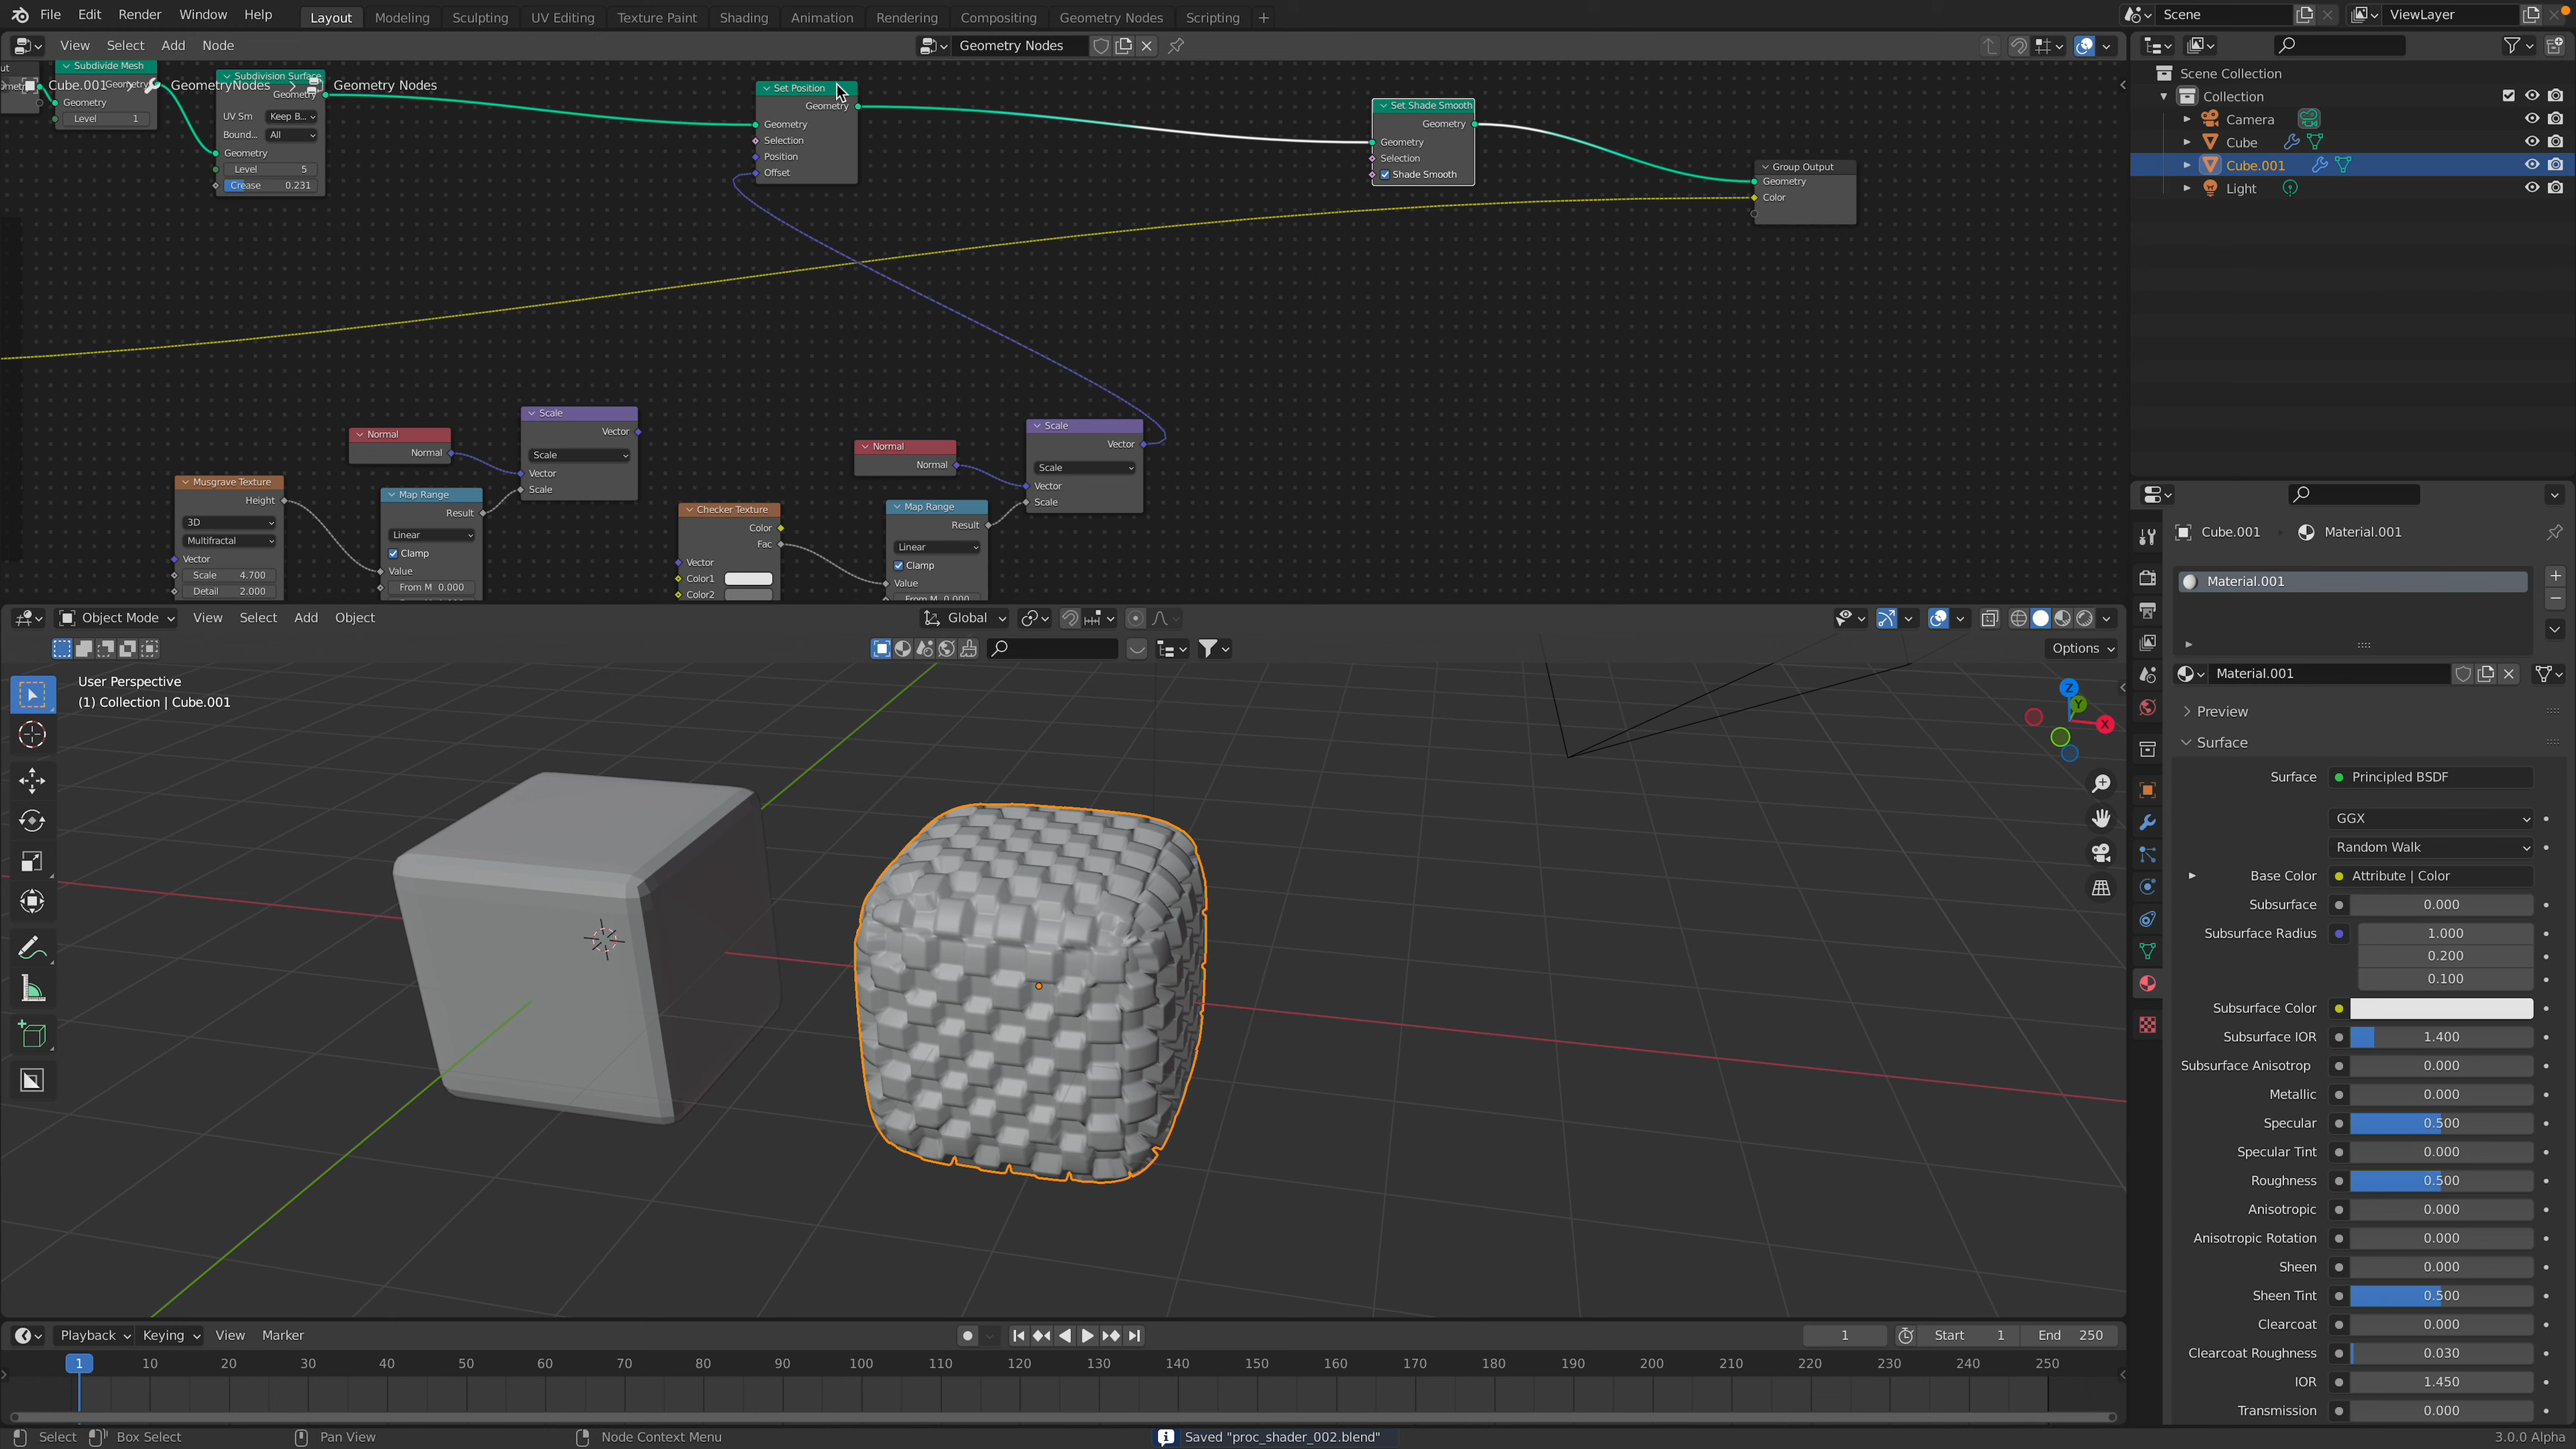 File Edit Render Window Help Layout Modeling Sculpting UV Editing Texture Paint Shading Animation Rendering Compositing Geometry Nodes Scripting + Scene ViewLayer
View Select Add Node Geometry Nodes
Cube.001 > GeometryNodes > Geometry Nodes
Subdivide Mesh
Geometry
Geometry
Level 1
Subdivision Surface
Geometry
UV Sm Keep B...
Bound... All
Geometry
Level 5
Crease 0.231
Set Position
Geometry
Geometry
Selection
Position
Offset
Set Shade Smooth
Geometry
Geometry
Selection
Shade Smooth
Group Output
Geometry
Color
Normal
Normal
Scale
Vector
Scale
Vector
Scale
Musgrave Texture
Height
3D
Multifractal
Vector
Scale 4.700
Detail 2.000
Map Range
Result
Linear
Clamp
Value
From M 0.000
Checker Texture
Color
Fac
Vector
Color1
Color2
Normal
Normal
Map Range
Result
Linear
Clamp
Value
From M 0.000
Scale
Vector
Scale
Vector
Scale
Scene Collection
Collection
Camera
Cube
Cube.001
Light
Object Mode View Select Add Object Global
Options
User Perspective
(1) Collection | Cube.001
Z
Y
X
Cube.001 Material.001
Material.001
Material.001
Preview
Surface
Surface Principled BSDF
GGX
Random Walk
Base Color Attribute | Color
Subsurface 0.000
Subsurface Radius 1.000
0.200
0.100
Subsurface Color
Subsurface IOR 1.400
Subsurface Anisotrop 0.000
Metallic 0.000
Specular 0.500
Specular Tint 0.000
Roughness 0.500
Anisotropic 0.000
Anisotropic Rotation 0.000
Sheen 0.000
Sheen Tint 0.500
Clearcoat 0.000
Clearcoat Roughness 0.030
IOR 1.450
Transmission 0.000
Playback Keying View Marker 1 Start 1 End 250
1 10 20 30 40 50 60 70 80 90 100 110 120 130 140 150 160 170 180 190 200 210 220 230 240 250
Select Box Select Pan View Node Context Menu Saved "proc_shader_002.blend" 3.0.0 Alpha